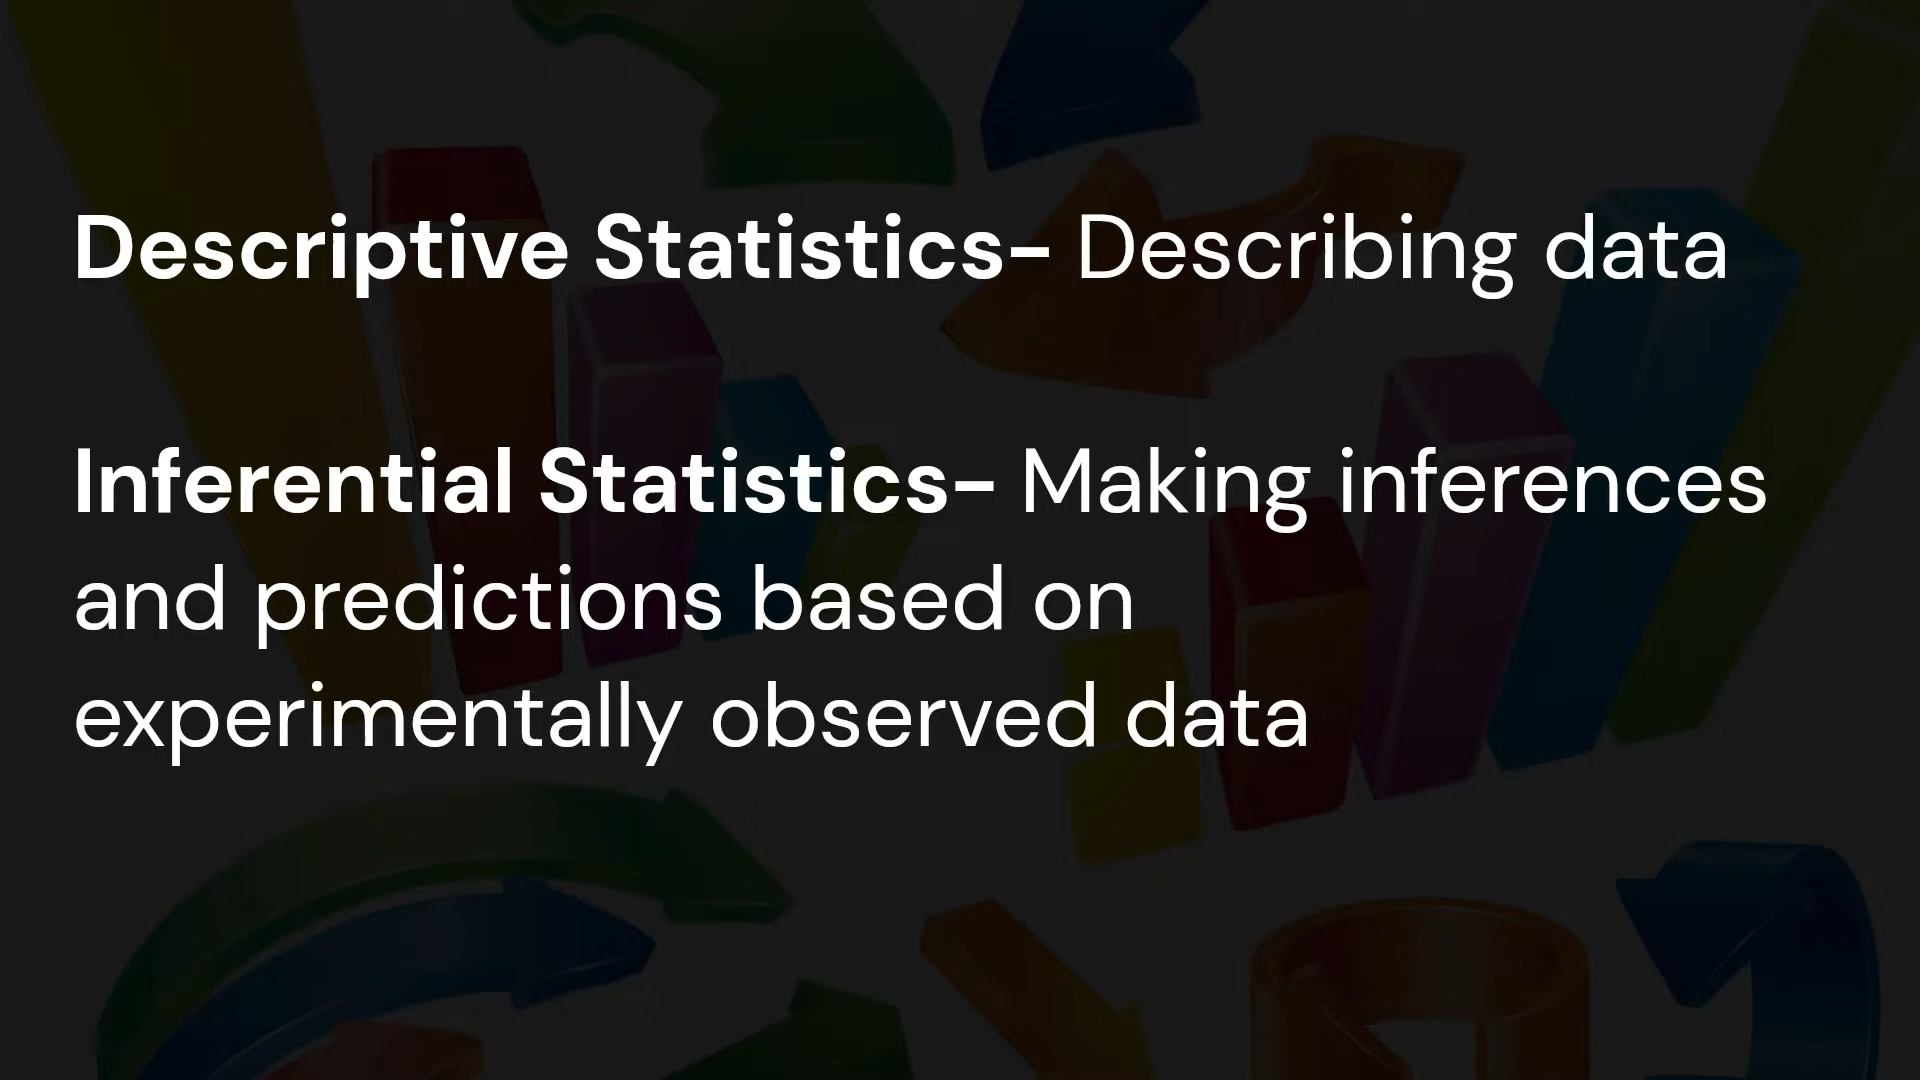 Descriptive Statistics- Describing data
Inferential Statistics- Making inferences
and predictions based on
experimentally observed data